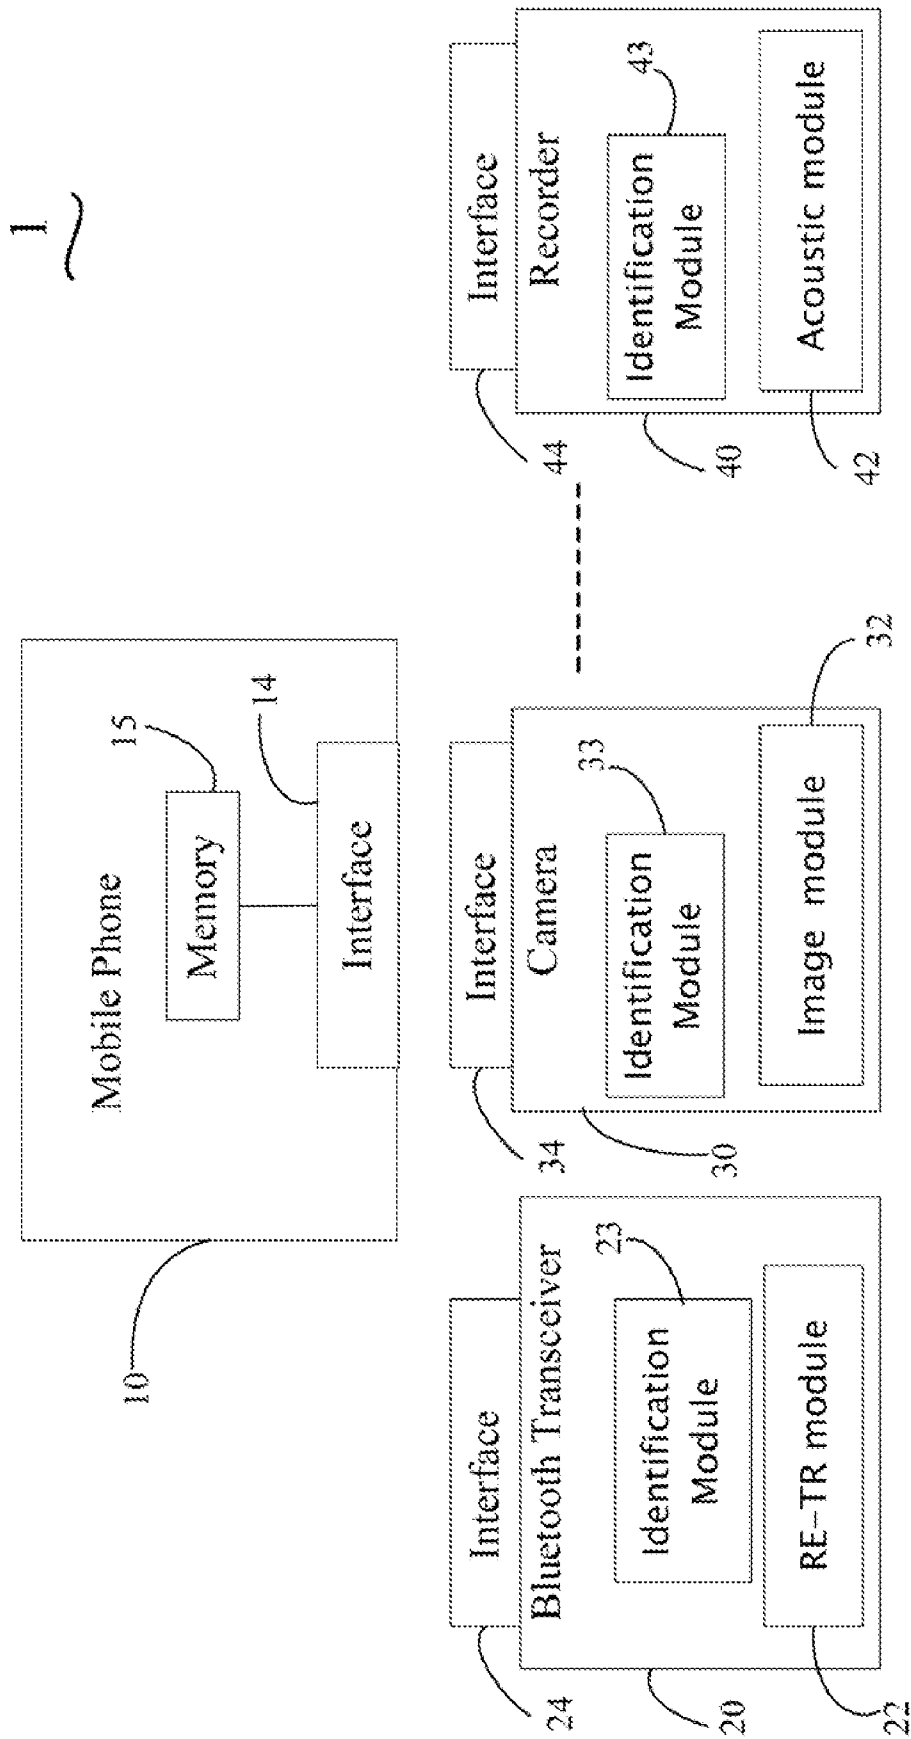 1
10
Mobile Phone
Memory
15
14
Interface
24
Interface
Bluetooth Transceiver
20
Identification
Module
23
RE-TR module
22
34
Interface
Camera
30
Identification
Module
33
Image module
32
44
Interface
Recorder
40
Identification
Module
43
Acoustic module
42